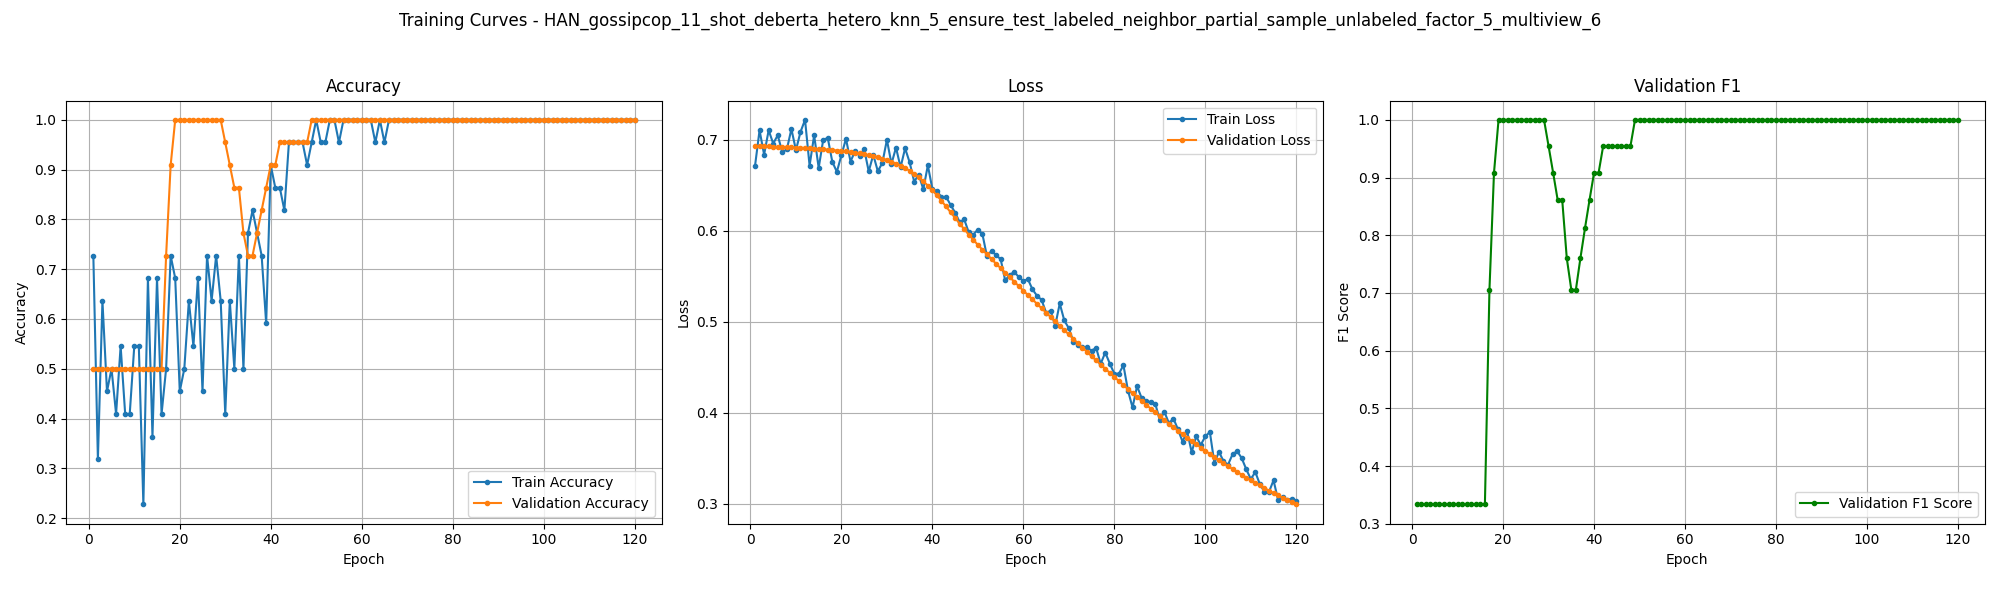 Training Curves - HAN_gossipcop_11_shot_deberta_hetero_knn_5_ensure_test_labeled_neighbor_partial_sample_unlabeled_factor_5_multiview_6
Accuracy
1.0
0.9
0.8
0.7
0.6
0.5
0.4
0.3
0.2
Accuracy
0 20 40 60 80 100 120
Epoch
Train Accuracy
Validation Accuracy
Loss
0.7
0.6
0.5
0.4
0.3
Loss
0 20 40 60 80 100 120
Epoch
Train Loss
Validation Loss
Validation F1
1.0
0.9
0.8
0.7
0.6
0.5
0.4
0.3
F1 Score
0 20 40 60 80 100 120
Epoch
Validation F1 Score